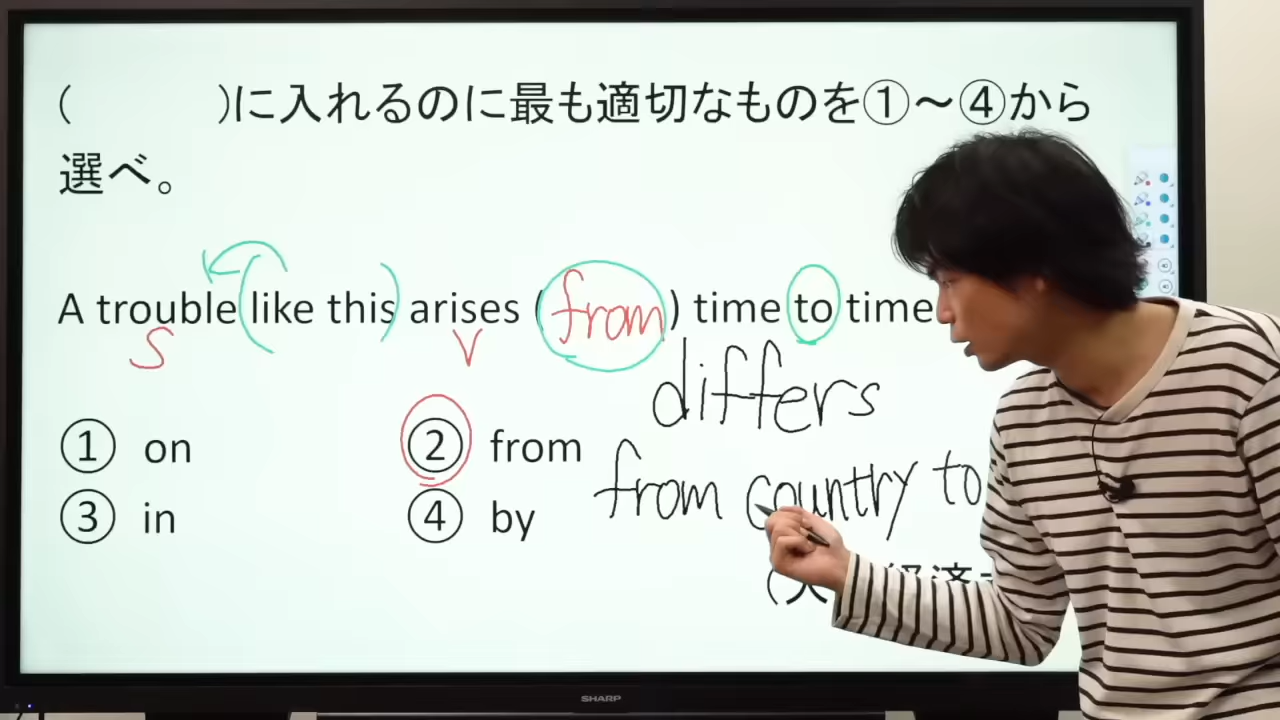 (　　　)に入れるのに最も適切なものを①～④から
選べ。
A trouble (like this) arises (from) time to time
S V
differs
① on ② from
from country to
③ in ④ by
SHARP